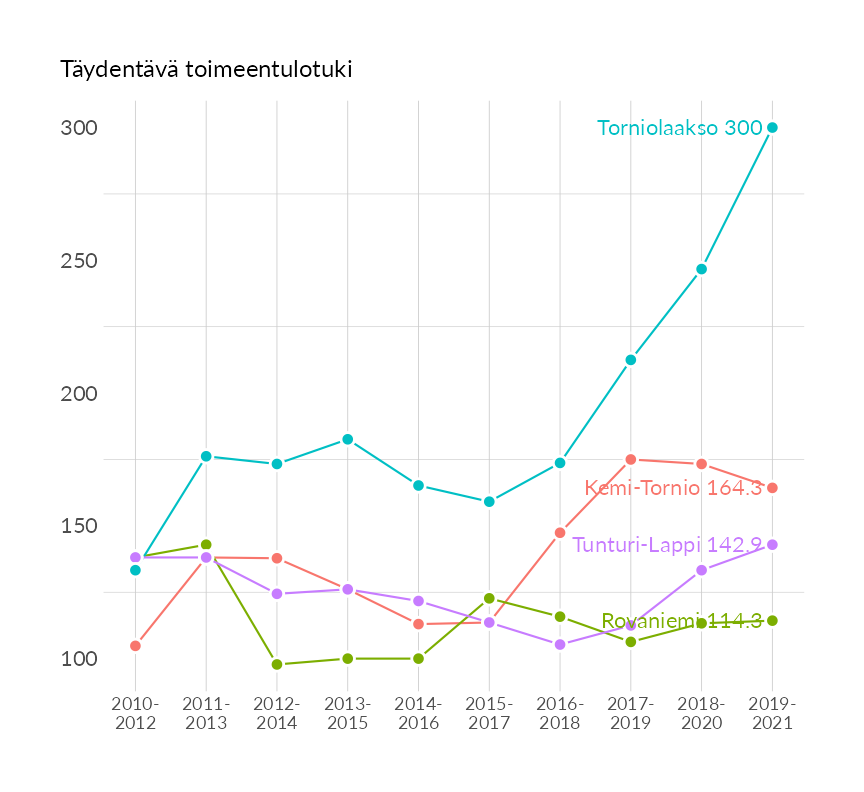 Täydentävä toimeentulotuki
300
Torniolaakso 300
250
200
Kemi-Tornio 164.3
150
Tunturi-Lappi 142.9
Rovaniemi 114.3
100
2010- 2011- 2012- 2013- 2014- 2015- 2016- 2017- 2018- 2019-
2012 2013 2014 2015 2016 2017 2018 2019 2020 2021